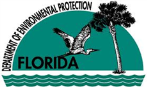 DEPARTMENT OF ENVIRONMENTAL PROTECTION
FLORIDA